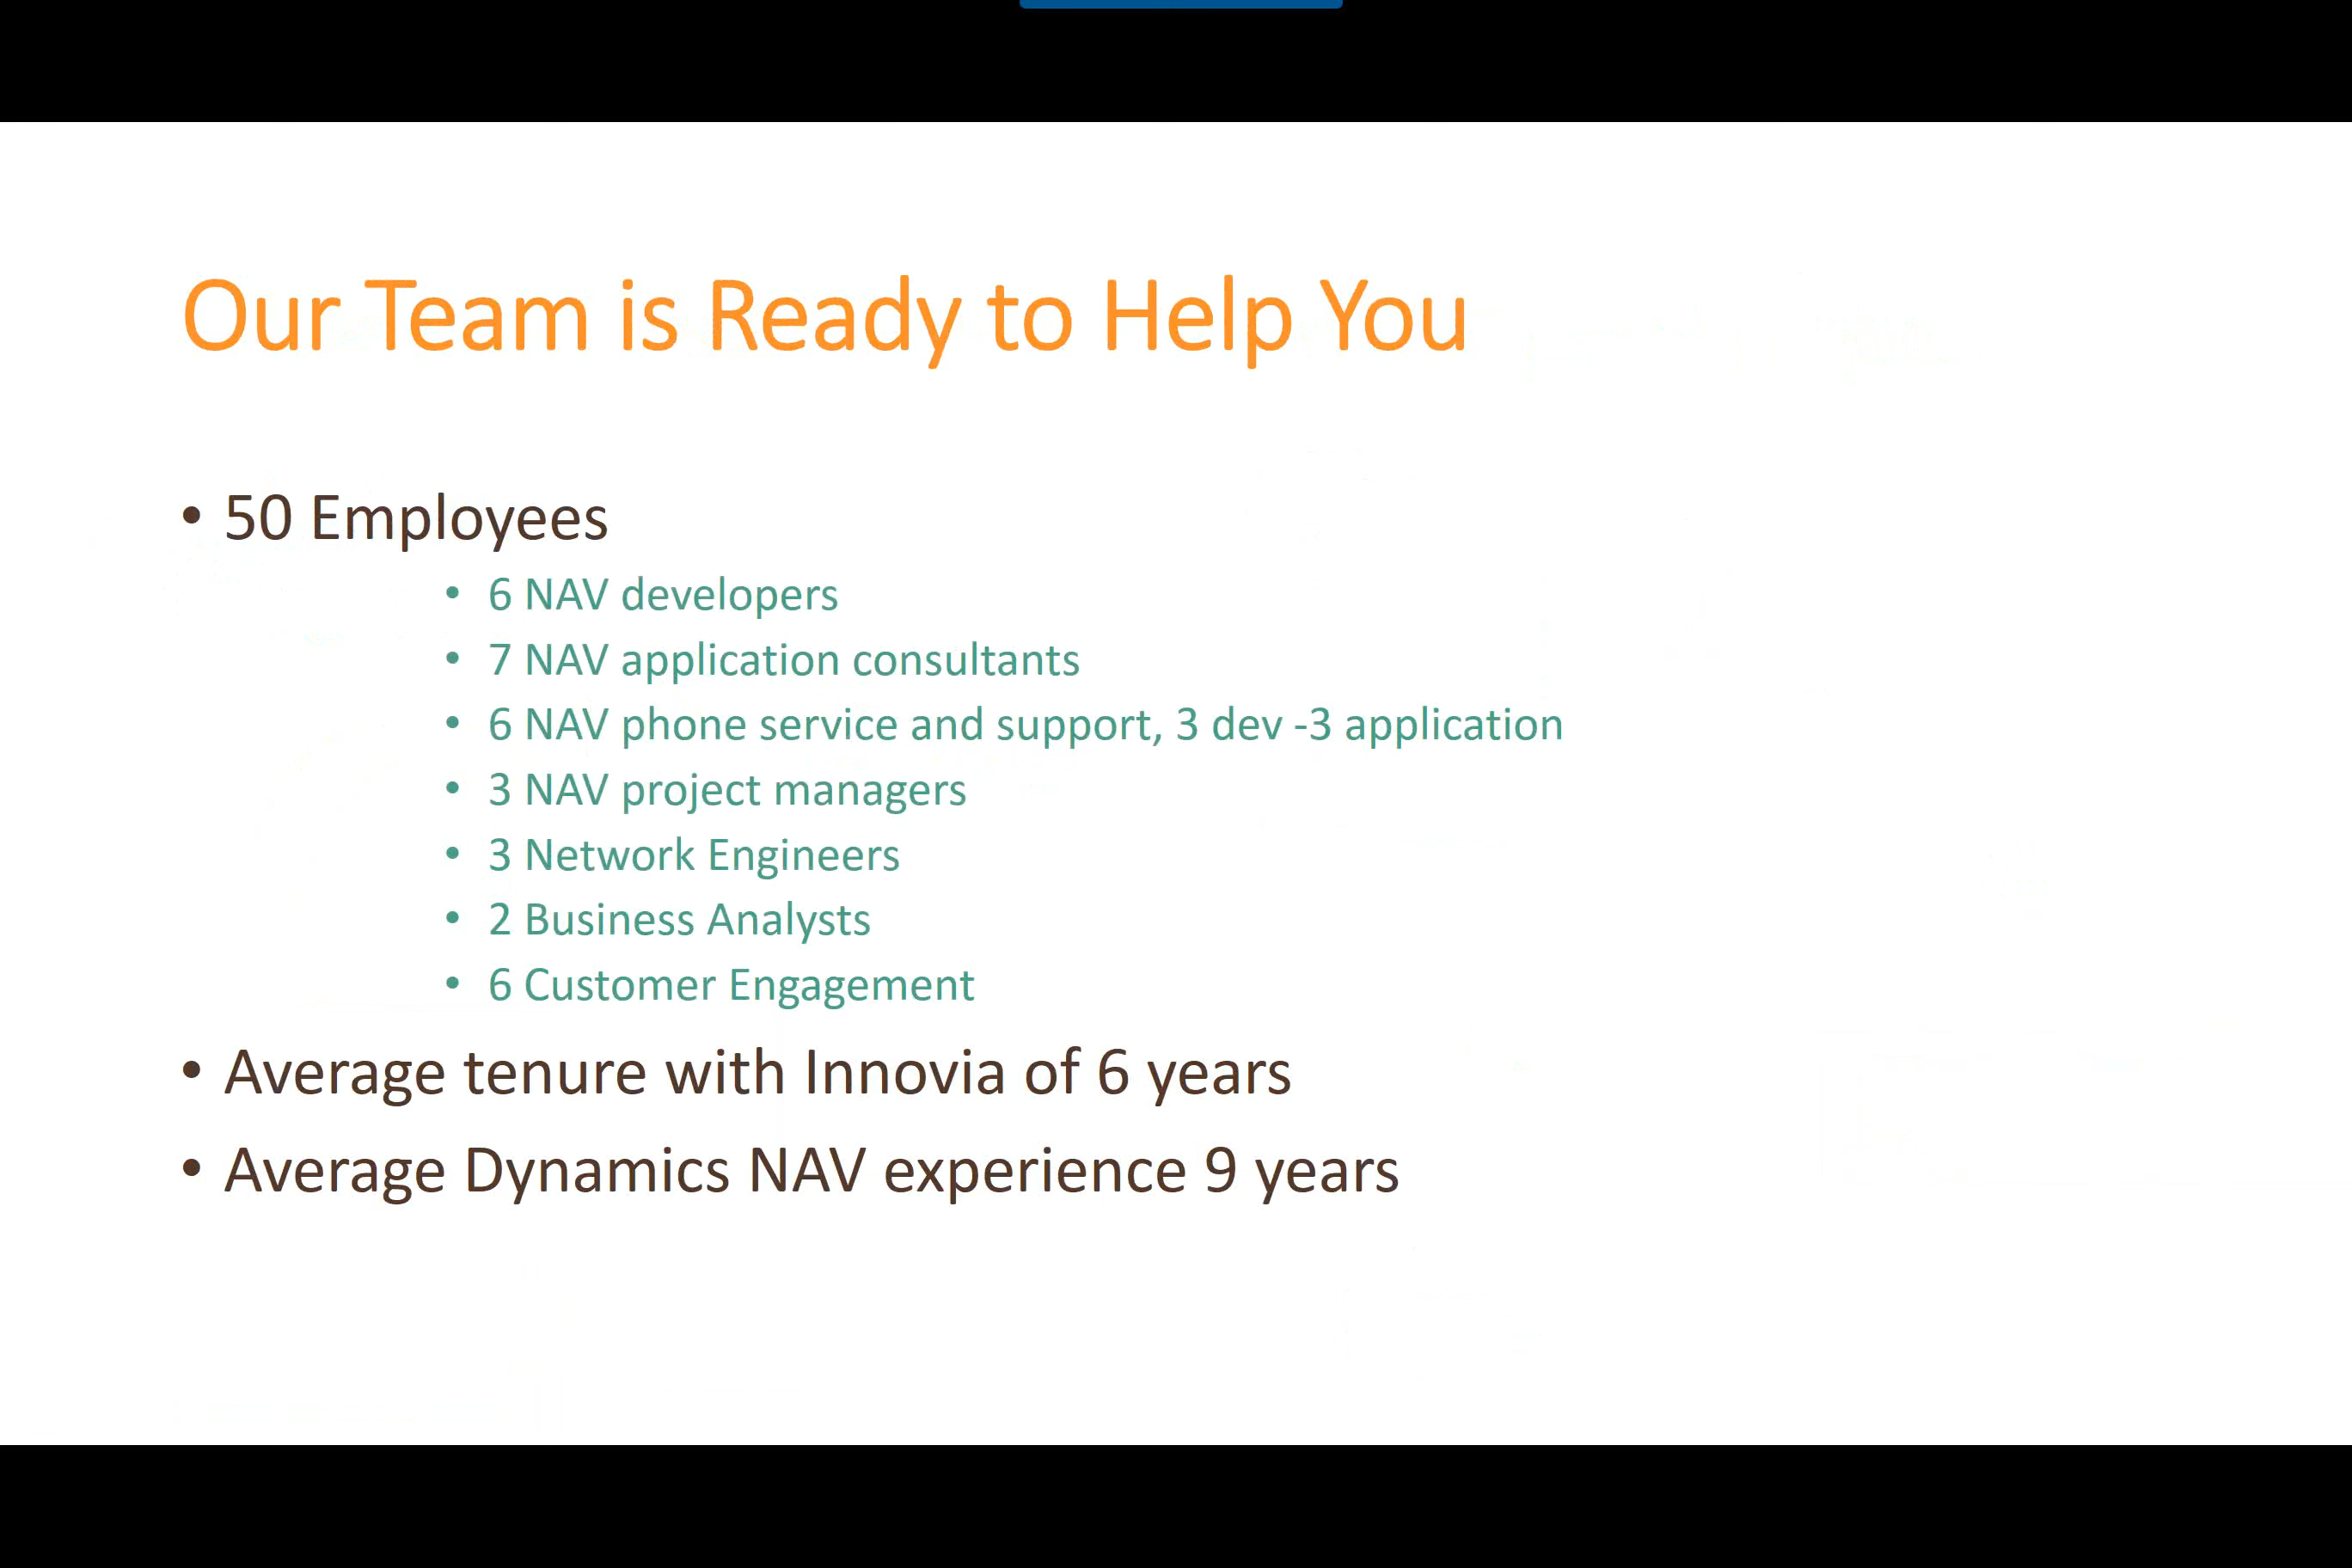 Our Team is Ready to Help You
• 50 Employees
• 6 NAV developers
• 7 NAV application consultants
• 6 NAV phone service and support, 3 dev -3 application
• 3 NAV project managers
• 3 Network Engineers
• 2 Business Analysts
• 6 Customer Engagement
• Average tenure with Innovia of 6 years
• Average Dynamics NAV experience 9 years